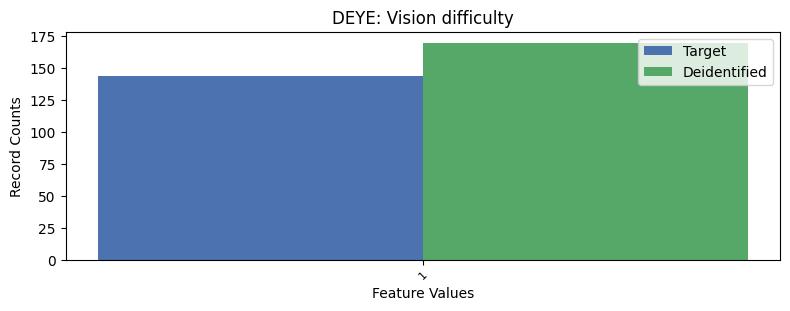 DEYE: Vision difficulty
Target
Deidentified
Record Counts
175
150
125
100
75
50
25
0
1
Feature Values